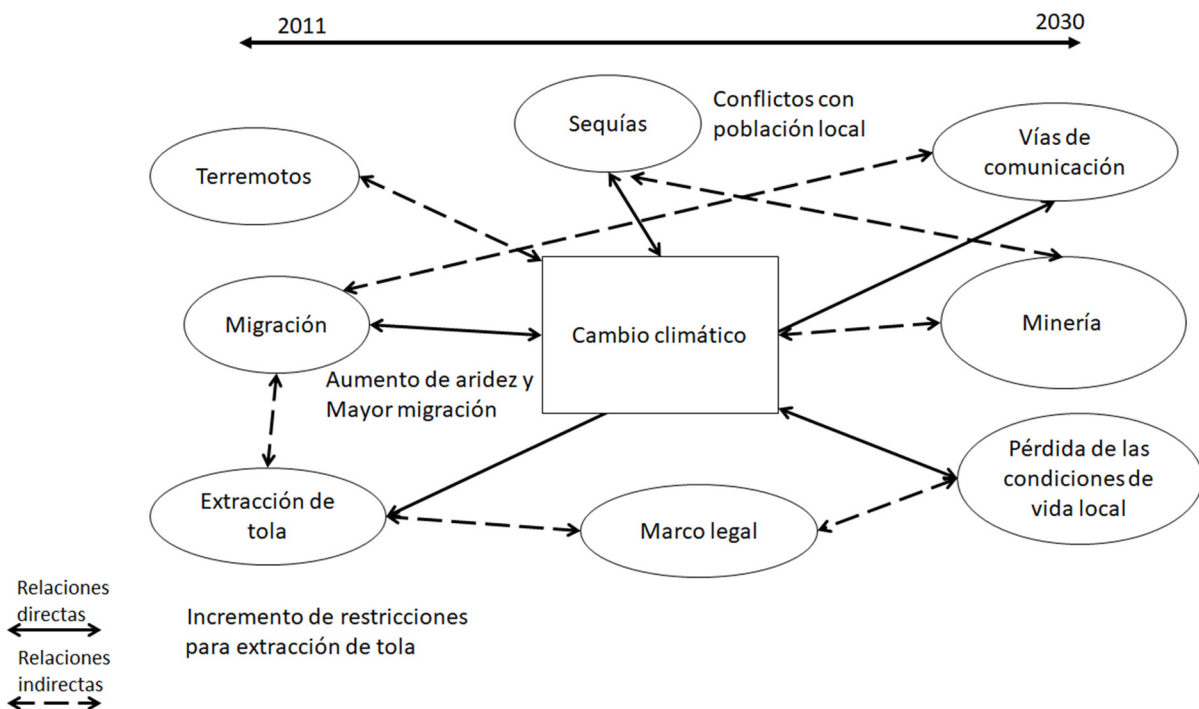 2011
2030
Sequías
Conflictos con
población local
Vías de
comunicación
Terremotos
Migración
Cambio climático
Minería
Aumento de aridez y
Mayor migración
Extracción de
tola
Marco legal
Pérdida de las
condiciones de
vida local
Relaciones
directas
Incremento de restricciones
para extracción de tola
Relaciones
indirectas